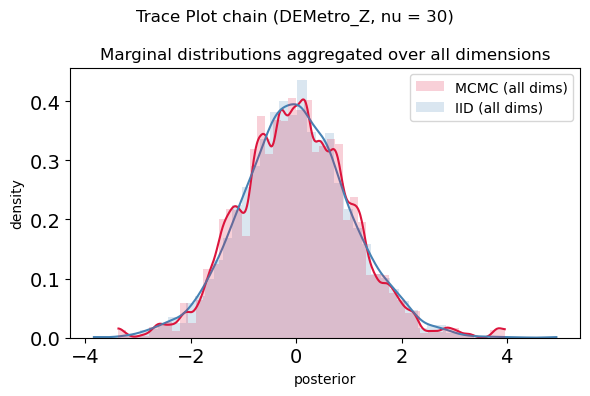 Trace Plot chain (DEMetro_Z, nu = 30)
Marginal distributions aggregated over all dimensions
MCMC (all dims)
IID (all dims)
density
0.4
0.3
0.2
0.1
0.0
−4 −2 0 2 4
posterior